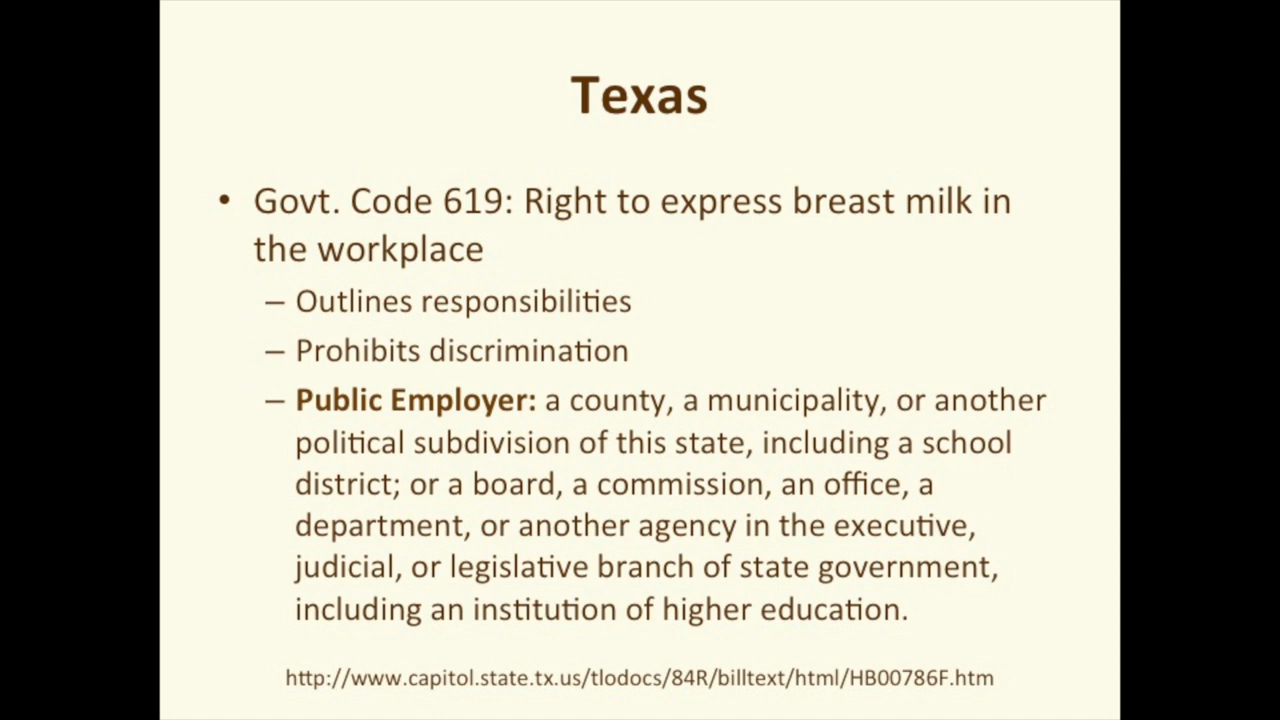 Texas
• Govt. Code 619: Right to express breast milk in
the workplace
– Outlines responsibilities
– Prohibits discrimination
– Public Employer: a county, a municipality, or another
political subdivision of this state, including a school
district; or a board, a commission, an office, a
department, or another agency in the executive,
judicial, or legislative branch of state government,
including an institution of higher education.
http://www.capitol.state.tx.us/tlodocs/84R/billtext/html/HB00786F.htm